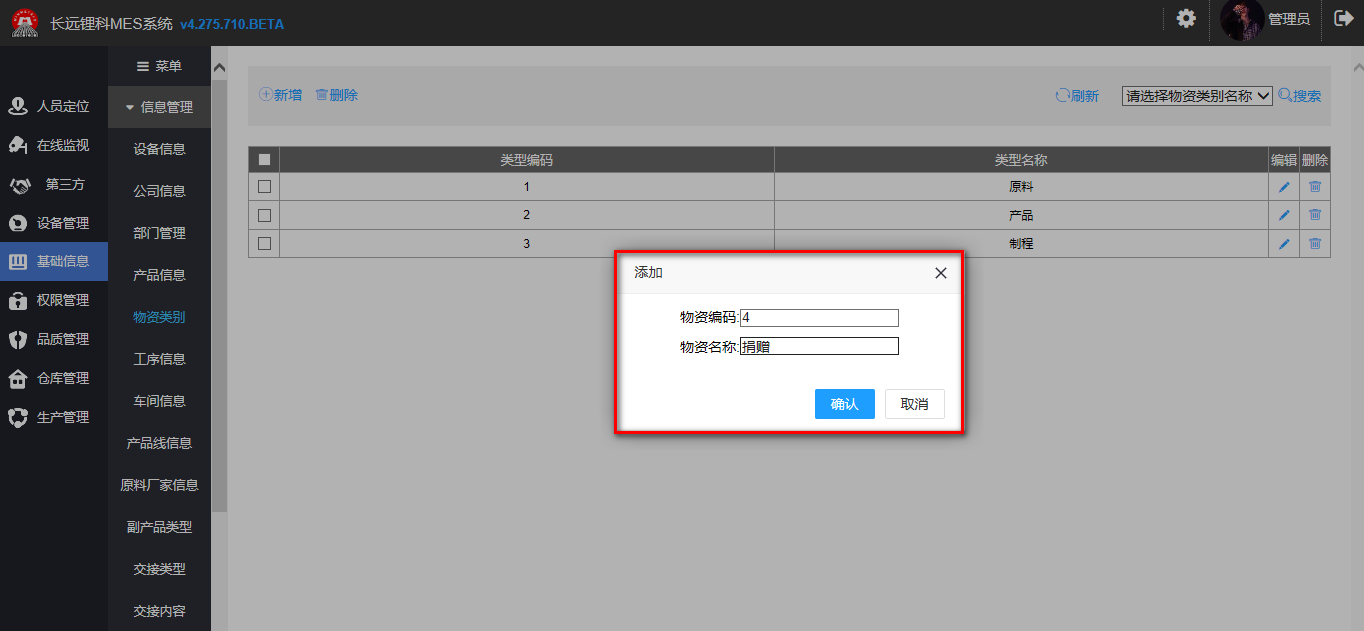 长远锂科MES系统 v4.275.710.BETA
管理员
人员定位
在线监视
第三方
设备管理
基础信息
权限管理
品质管理
仓库管理
生产管理
菜单
信息管理
设备信息
公司信息
部门管理
产品信息
物资类别
工序信息
车间信息
产品线信息
原料厂家信息
副产品类型
交接类型
交接内容
新增 删除
刷新 请选择物资类别名称 搜索
类型编码 类型名称 编辑 删除
1 原料
2 产品
3 制程
添加
物资编码:4
物资名称:捐赠
确认 取消